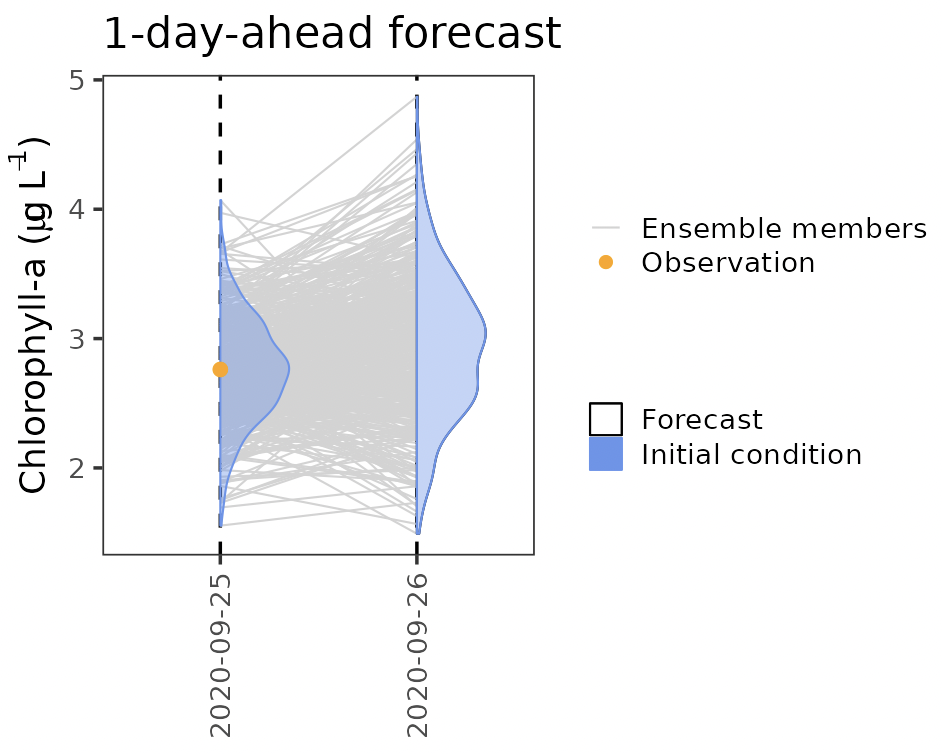 1-day-ahead forecast
Chlorophyll-a (μg L⁻¹)
5
4
3
2
2020-09-25
2020-09-26
Ensemble members
Observation
Forecast
Initial condition